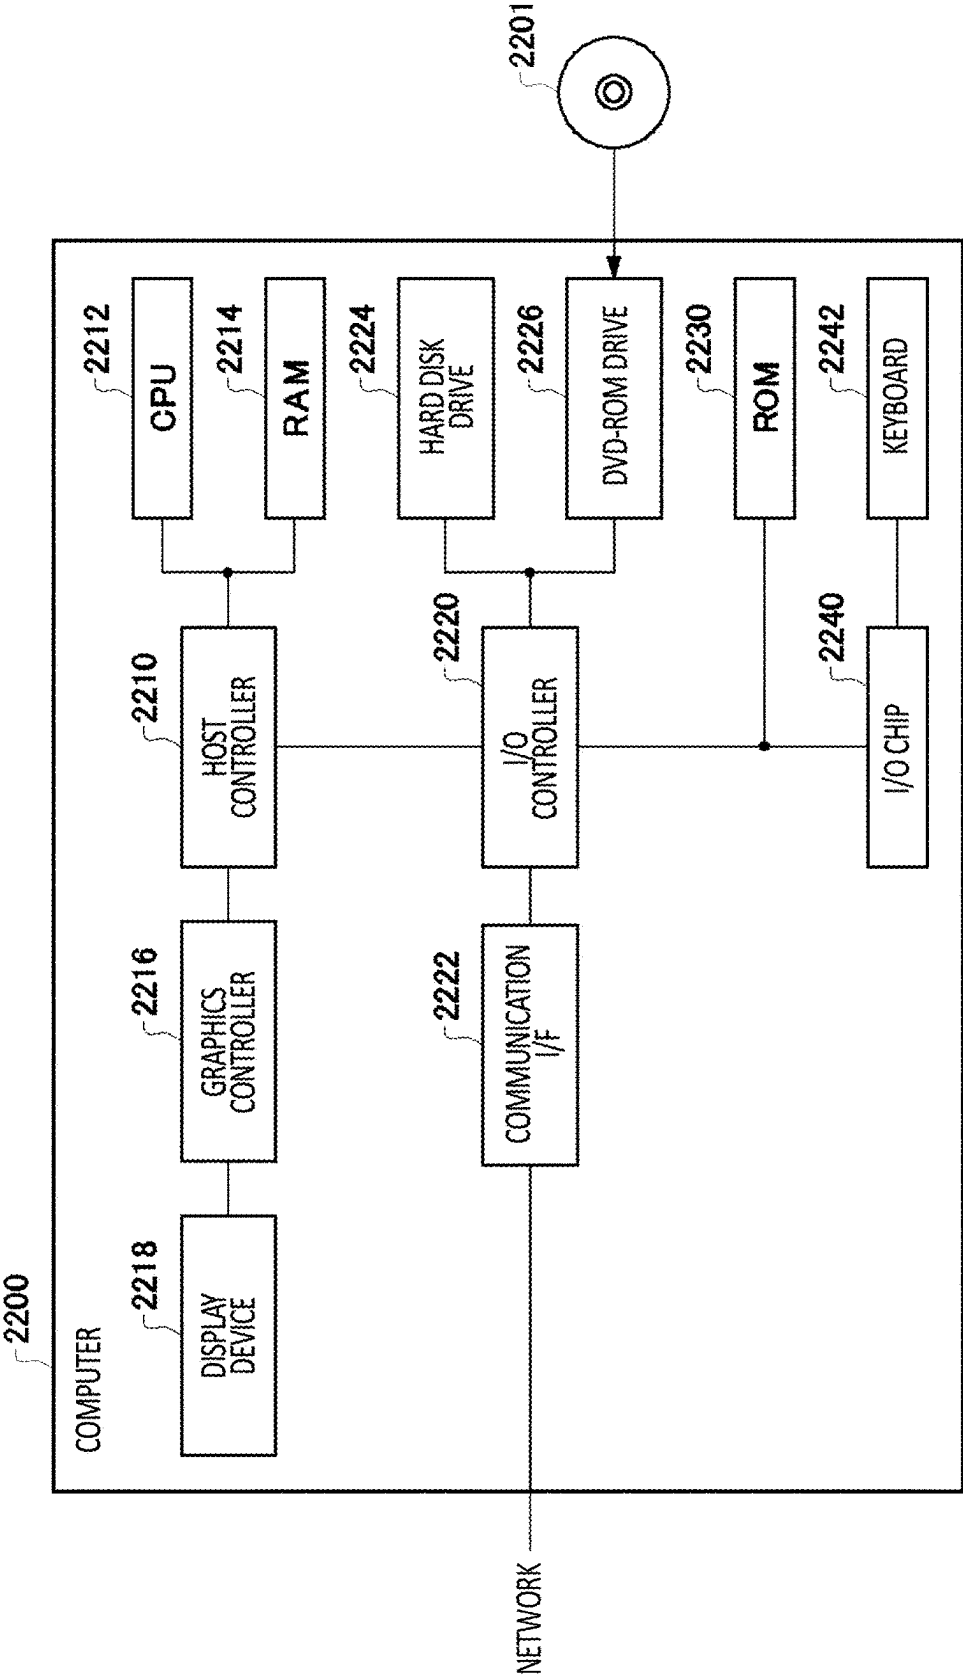 2200
COMPUTER
2218
DISPLAY
DEVICE
2216
GRAPHICS
CONTROLLER
2210
HOST
CONTROLLER
2212
CPU
2214
RAM
NETWORK
2222
COMMUNICATION
I/F
2220
I/O
CONTROLLER
2224
HARD DISK
DRIVE
2226
DVD-ROM DRIVE
2201
2230
ROM
2240
I/O CHIP
2242
KEYBOARD